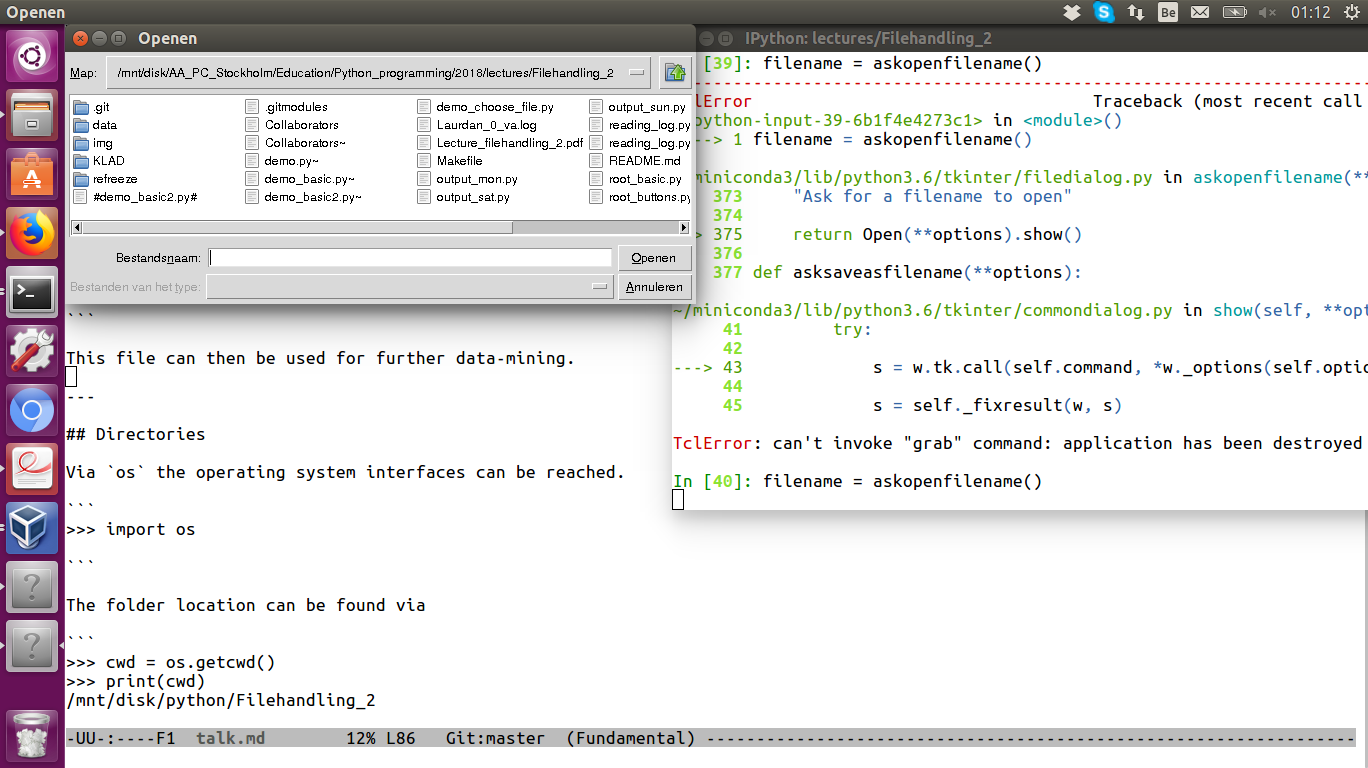 Openen
Be
01:12
Openen
Map: /mnt/disk/AA_PC_Stockholm/Education/Python_programming/2018/lectures/Filehandling_2
.git
data
img
KLAD
refreeze
#demo_basic2.py#
.gitmodules
Collaborators
Collaborators~
demo.py~
demo_basic.py~
demo_basic2.py~
demo_choose_file.py
Laurdan_0_va.log
Lecture_filehandling_2.pdf
Makefile
output_mon.py
output_sat.py
output_sun.py
reading_log.py
reading_log.py
README.md
root_basic.py
root_buttons.py
Bestandsnaam:
Openen
Bestanden van het type:
Annuleren
IPython: lectures/Filehandling_2
[39]: filename = askopenfilename()
---------------------------------------------------------------------
lError Traceback (most recent call
python-input-39-6b1f4e4273c1> in <module>()
--> 1 filename = askopenfilename()
/miniconda3/lib/python3.6/tkinter/filedialog.py in askopenfilename(**
373 "Ask for a filename to open"
374
> 375 return Open(**options).show()
376
377 def asksaveasfilename(**options):
~/miniconda3/lib/python3.6/tkinter/commondialog.py in show(self, **opt
41 try:
42
---> 43 s = w.tk.call(self.command, *w._options(self.optio
44
45 s = self._fixresult(w, s)
TclError: can't invoke "grab" command: application has been destroyed
In [40]: filename = askopenfilename()
```
This file can then be used for further data-mining.
---
## Directories
Via `os` the operating system interfaces can be reached.
```
>>> import os
```
The folder location can be found via
```
>>> cwd = os.getcwd()
>>> print(cwd)
/mnt/disk/python/Filehandling_2
-UU-:----F1 talk.md 12% L86 Git:master (Fundamental) -----------------------------------------------------------------